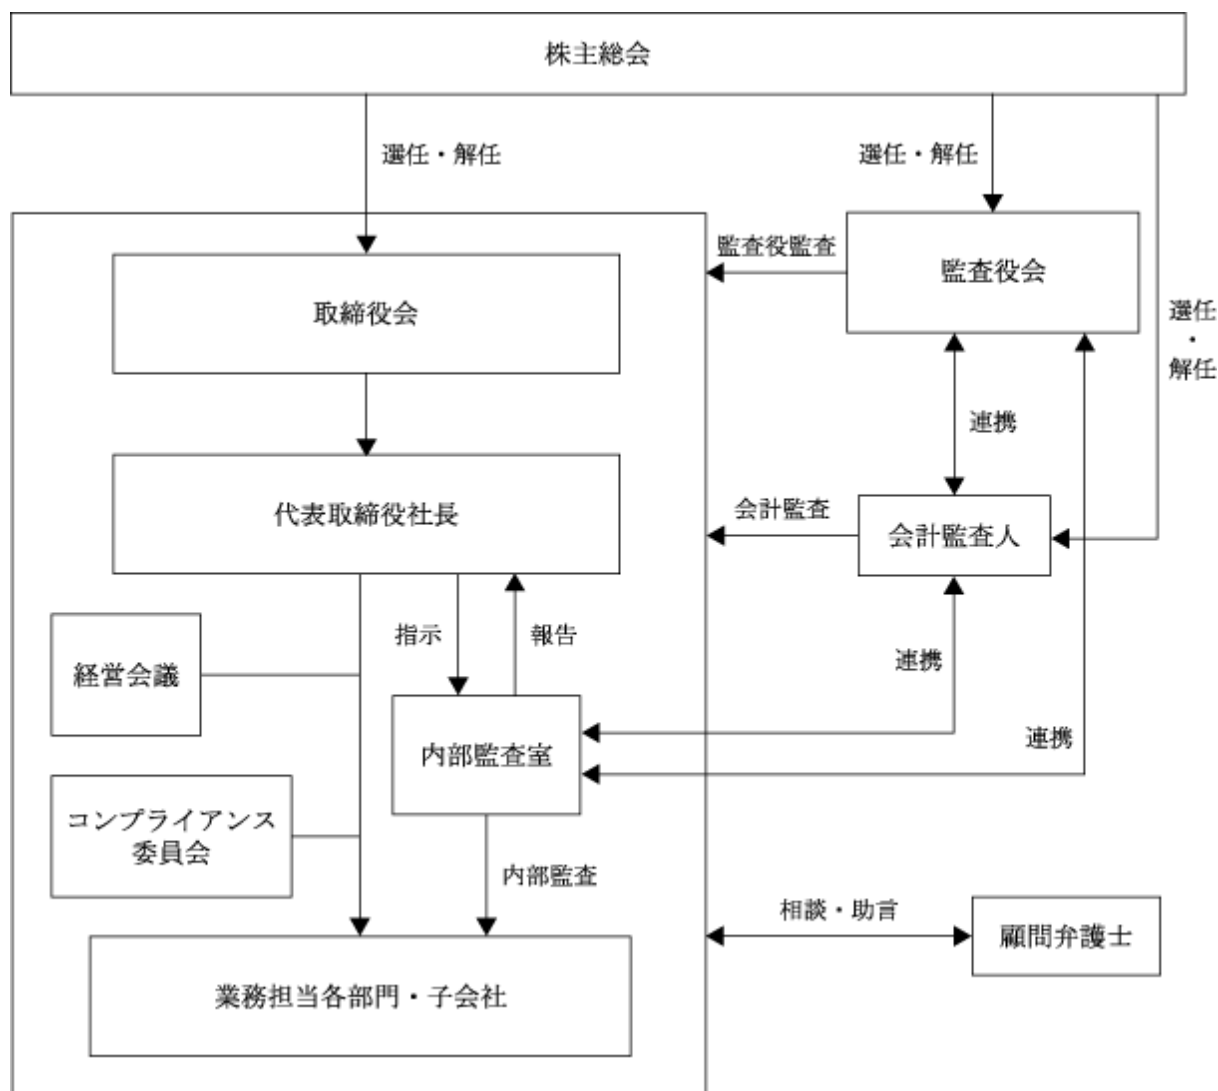 株主総会
選任・解任
選任・解任
監査役監査
監査役会
取締役会
選任
・
解任
連携
代表取締役社長
会計監査
会計監査人
指示
報告
経営会議
連携
内部監査室
連携
コンプライアンス
委員会
内部監査
相談・助言
顧問弁護士
業務担当各部門・子会社